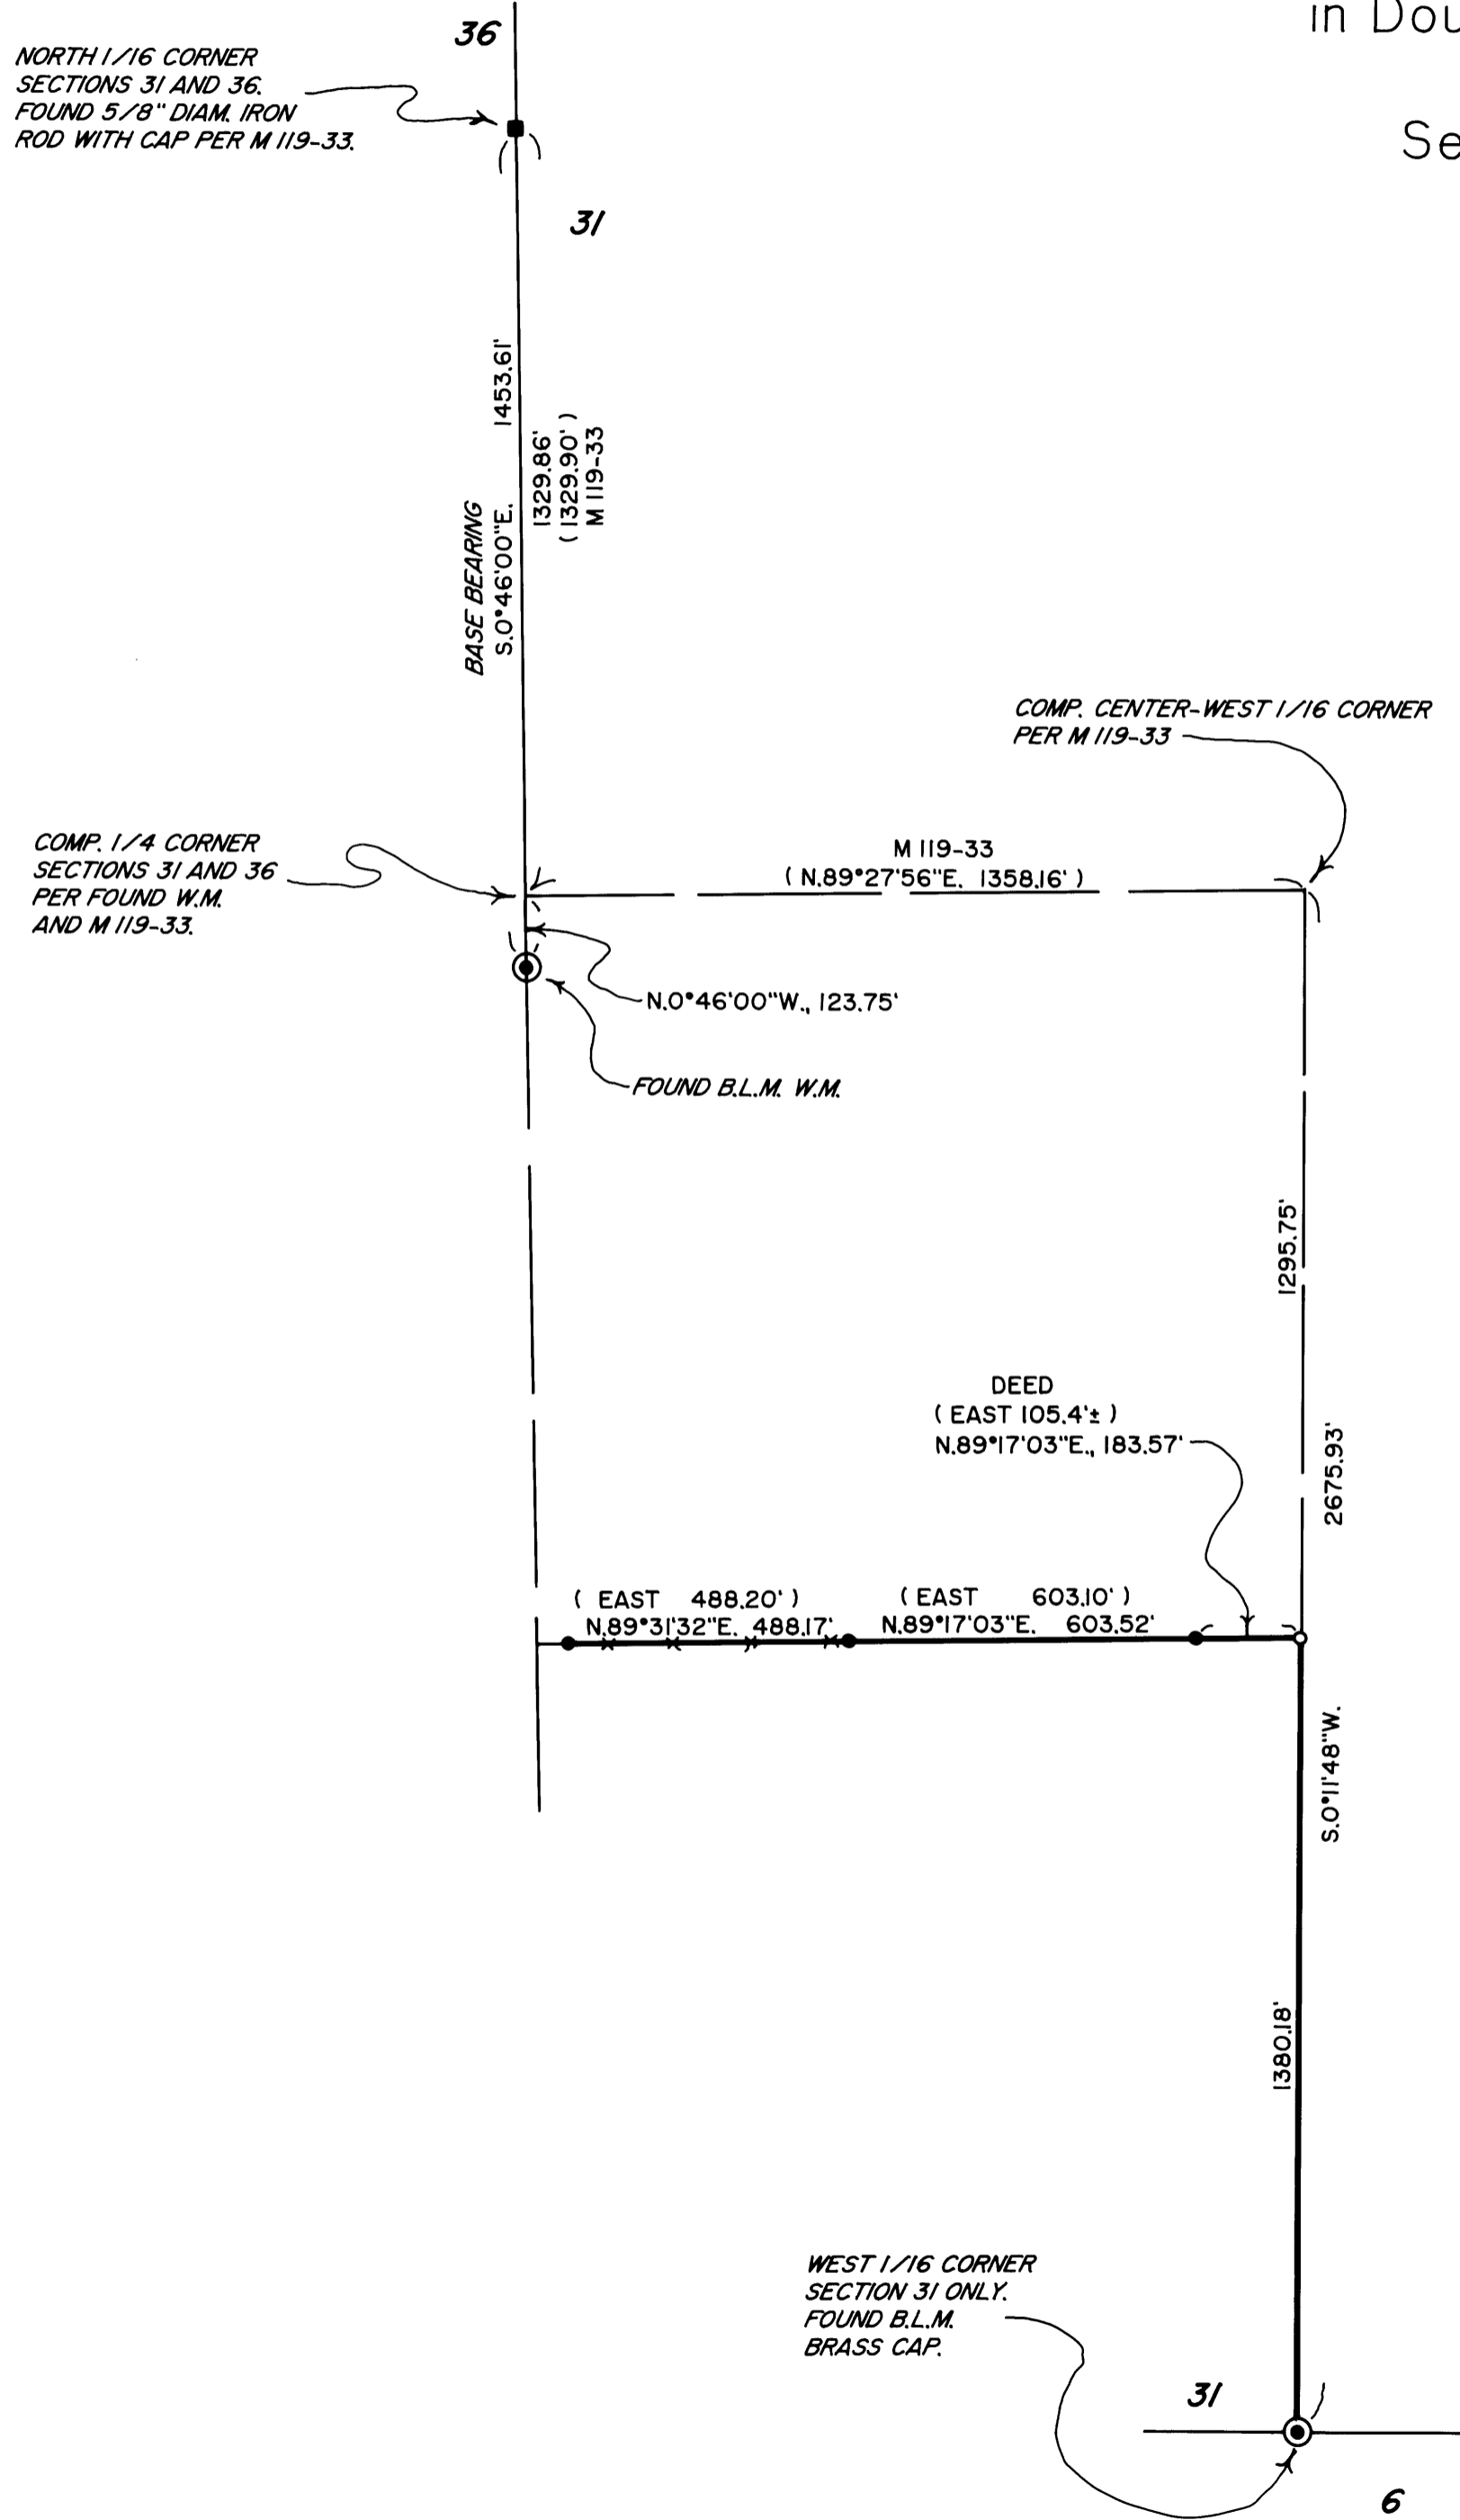 in Dou
36
NORTH 1/16 CORNER
SECTIONS 31 AND 36.
FOUND 5/8" DIAM. IRON
ROD WITH CAP PER M 119-33.
Se
31
1453.61'
1329.86'
( 1329.90' )
M 119-33
BASE BEARING
S.0°46'00"E.
COMP. CENTER-WEST 1/16 CORNER
PER M 119-33
COMP. 1/4 CORNER
SECTIONS 31 AND 36
PER FOUND W.M.
AND M 119-33.
M 119-33
( N.89°27'56"E. 1358.16' )
N.0°46'00"W., 123.75'
FOUND B.L.M. W.M.
1295.75'
DEED
( EAST 105.4'± )
N.89°17'03"E., 183.57'
2675.93'
( EAST 488.20' )
N.89°31'32"E. 488.17'
( EAST 603.10' )
N.89°17'03"E. 603.52'
S.0°11'48"W.
1380.18'
WEST 1/16 CORNER
SECTION 31 ONLY.
FOUND B.L.M.
BRASS CAP.
31
6